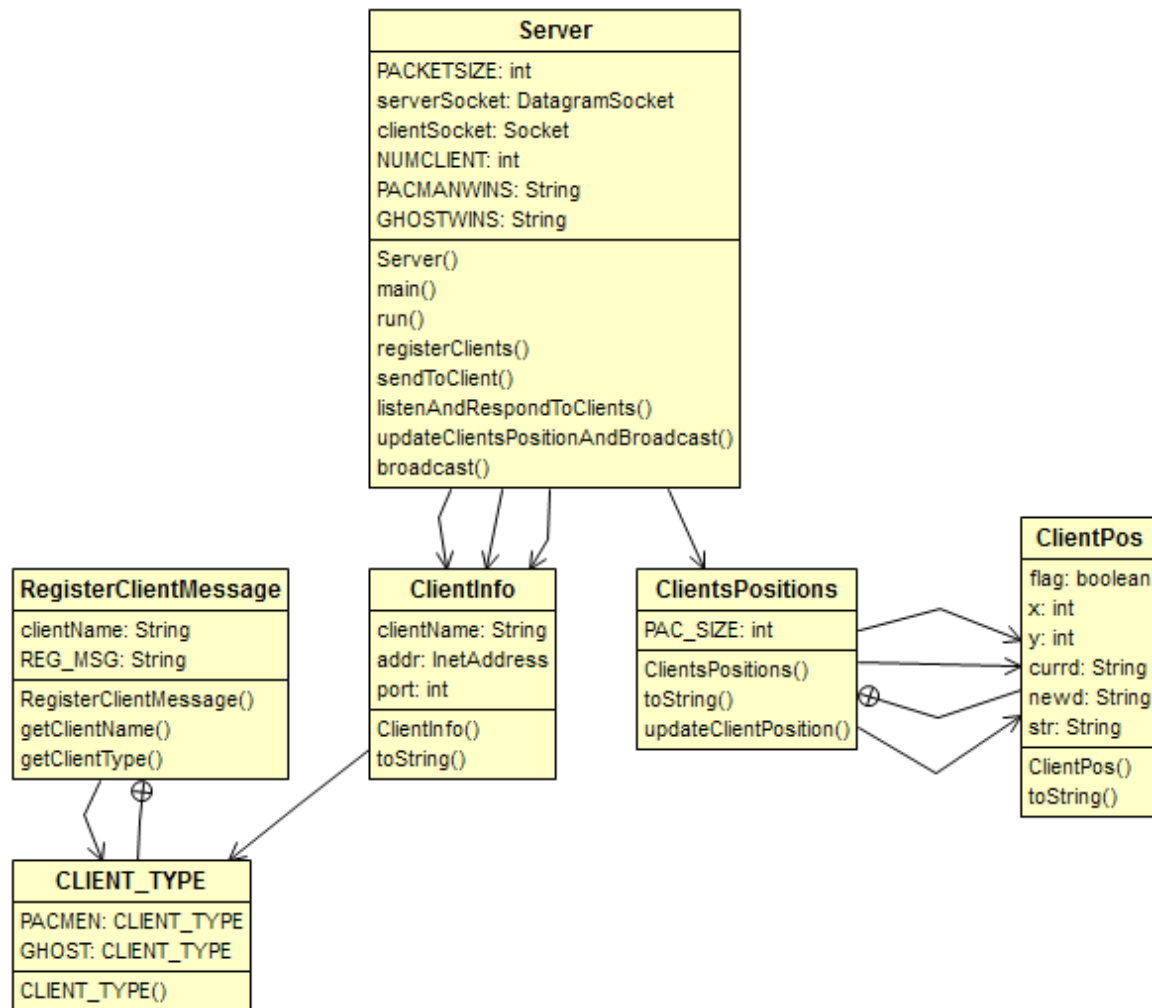 Server
PACKETSIZE: int
serverSocket: DatagramSocket
clientSocket: Socket
NUMCLIENT: int
PACMANWINS: String
GHOSTWINS: String
Server()
main()
run()
registerClients()
sendToClient()
listenAndRespondToClients()
updateClientsPositionAndBroadcast()
broadcast()
RegisterClientMessage
clientName: String
REG_MSG: String
RegisterClientMessage()
getClientName()
getClientType()
ClientInfo
clientName: String
addr: InetAddress
port: int
ClientInfo()
toString()
ClientsPositions
PAC_SIZE: int
ClientsPositions()
toString()
updateClientPosition()
ClientPos
flag: boolean
x: int
y: int
currd: String
newd: String
str: String
ClientPos()
toString()
CLIENT_TYPE
PACMEN: CLIENT_TYPE
GHOST: CLIENT_TYPE
CLIENT_TYPE()